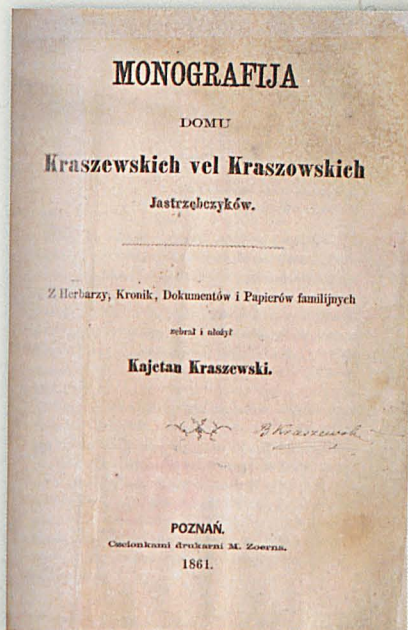 MONOGRAFIJA
DOMU
Kraszewskich vel Kraszowskich
Jastrzębczyków.
Z Herbarzy, Kronik, Dokumentów i Papierów familijnych
zebrał i ułożył
Kajetan Kraszewski.
B Kraszewski
POZNAŃ.
Czcionkami drukarni M. Zoerna.
1861.